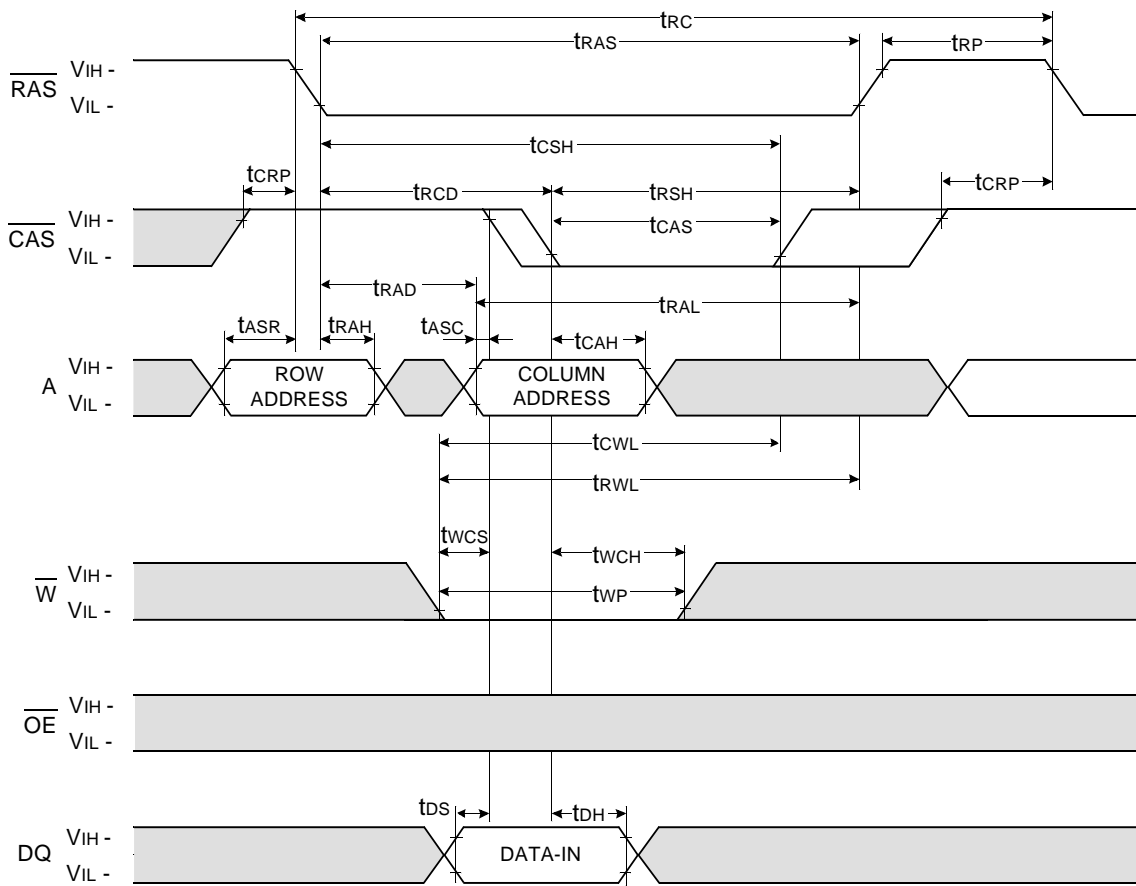 tRC
tRAS
tRP
RAS
VIH -
VIL -
tCSH
tCRP
tRCD
tRSH
tCRP
CAS
VIH -
VIL -
tCAS
tRAD
tRAL
tASR
tRAH
tASC
tCAH
A
VIH -
VIL -
ROW
ADDRESS
COLUMN
ADDRESS
tCWL
tRWL
tWCS
tWCH
W
VIH -
VIL -
tWP
OE
VIH -
VIL -
tDS
tDH
DQ
VIH -
VIL -
DATA-IN